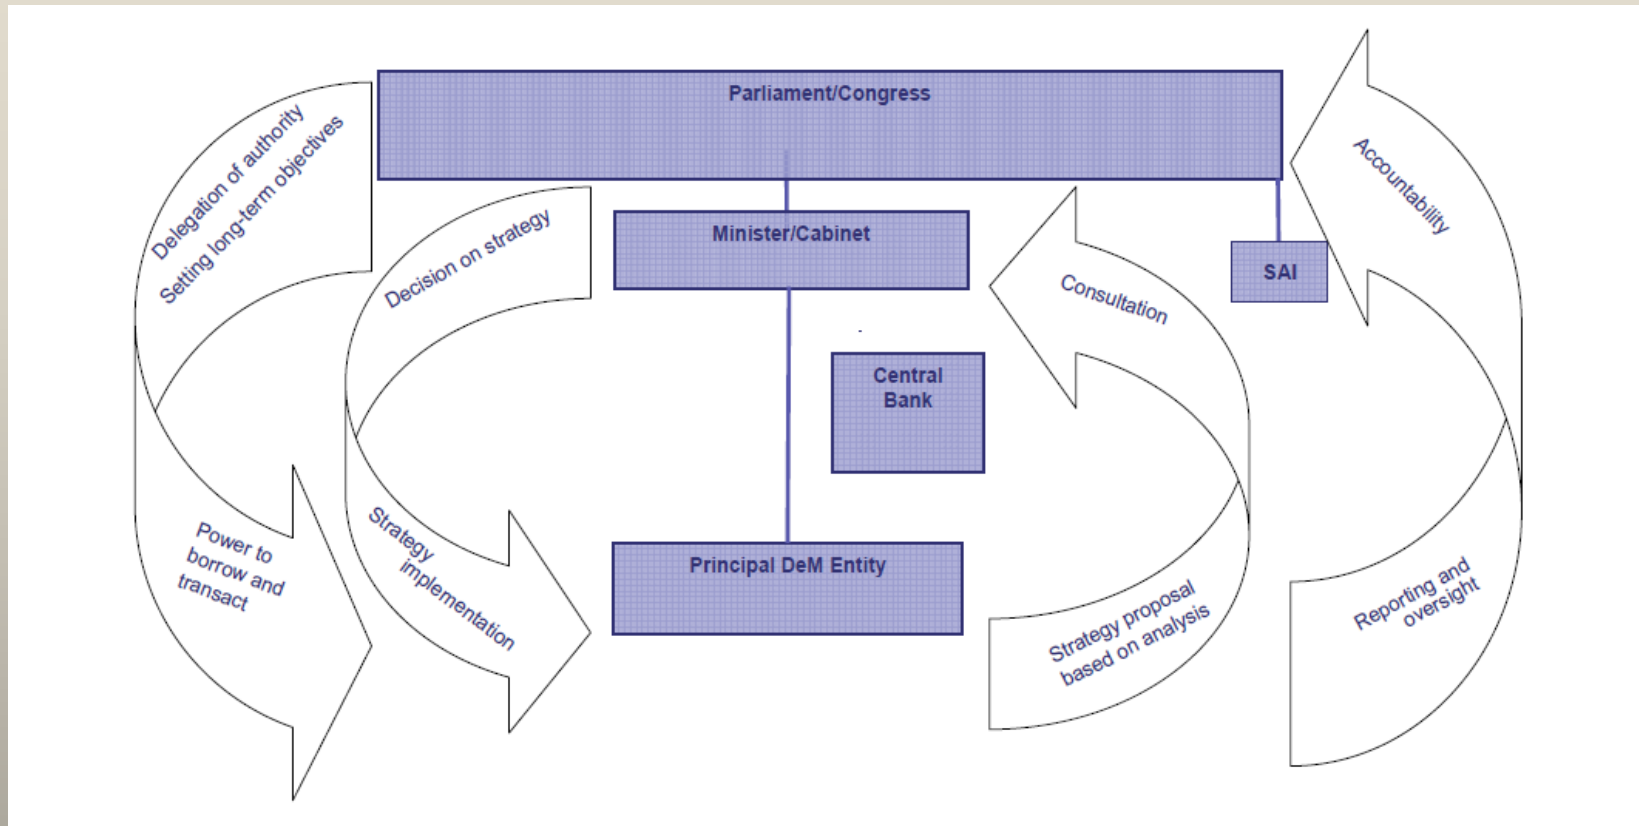 Parliament/Congress
Delegation of authority
Setting long-term objectives
Accountability
Decision on strategy
Minister/Cabinet
SAI
Consultation
Central
Bank
Power to
borrow and
transact
Strategy
implementation
Principal DeM Entity
Strategy proposal
based on analysis
Reporting and
oversight